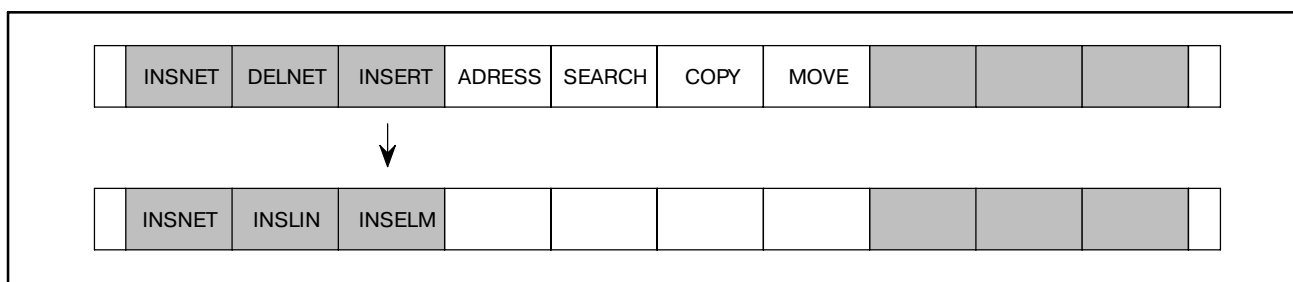 INSNET DELNET INSERT ADRESS SEARCH COPY MOVE
INSNET INSLIN INSELM